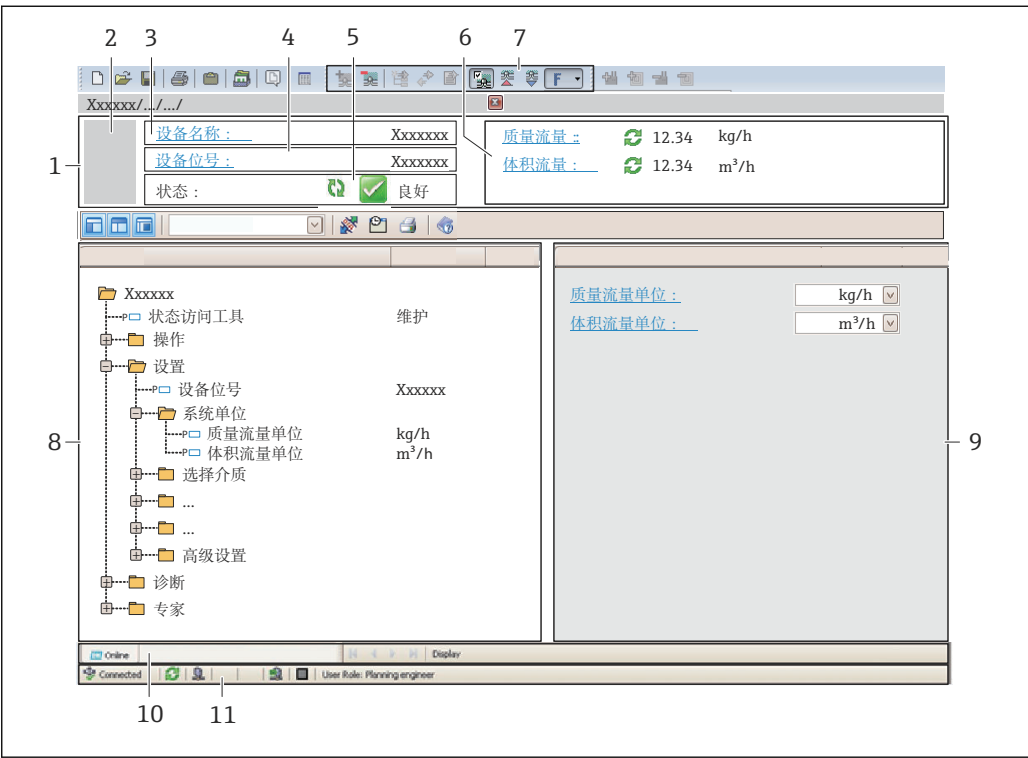 2 3 4 5 6 7
F
Xxxxxx/../../
1
设备名称： Xxxxxxx
设备位号： Xxxxxxx
状态： 良好
质量流量： 12.34 kg/h
体积流量： 12.34 m³/h
Xxxxxx
状态访问工具 维护
操作
设置
设备位号 Xxxxxx
系统单位
质量流量单位 kg/h
体积流量单位 m³/h
选择介质
...
...
高级设置
诊断
专家
质量流量单位： kg/h
体积流量单位： m³/h
8
9
Online Display
Connected User Role: Planning engineer
10 11